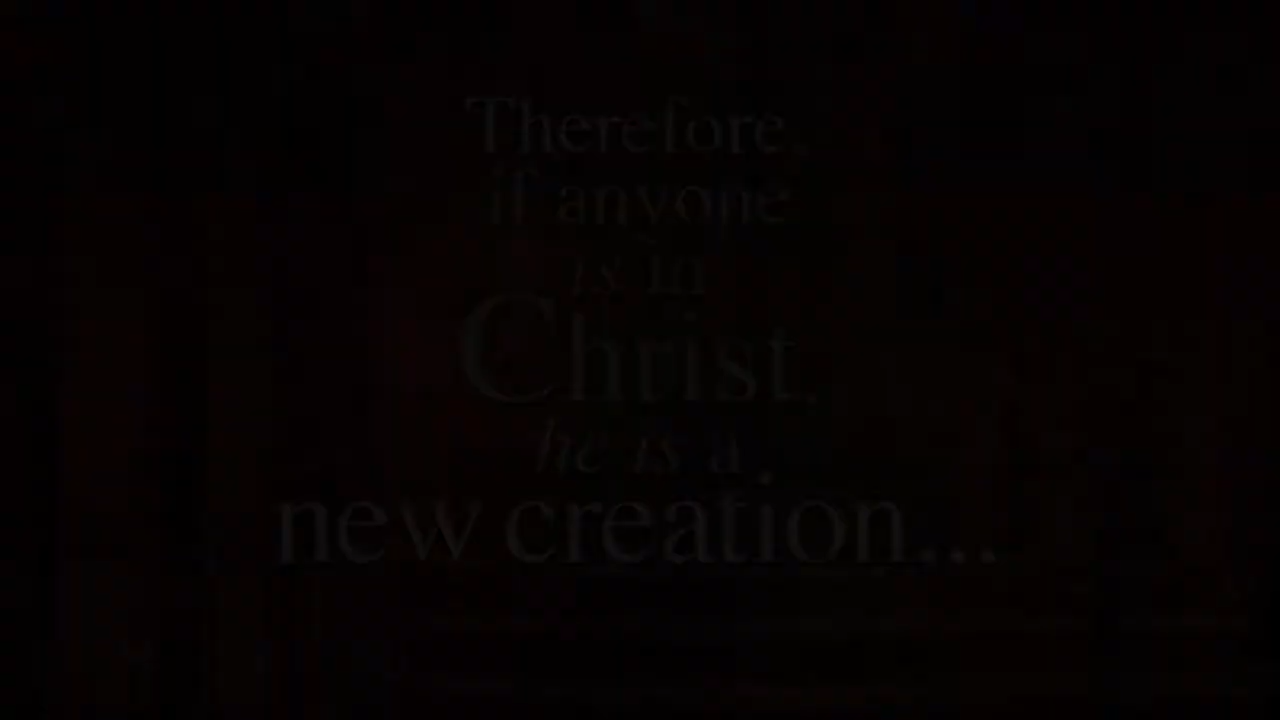 Therefore,
if anyone
is in
Christ,
he is a
new creation...